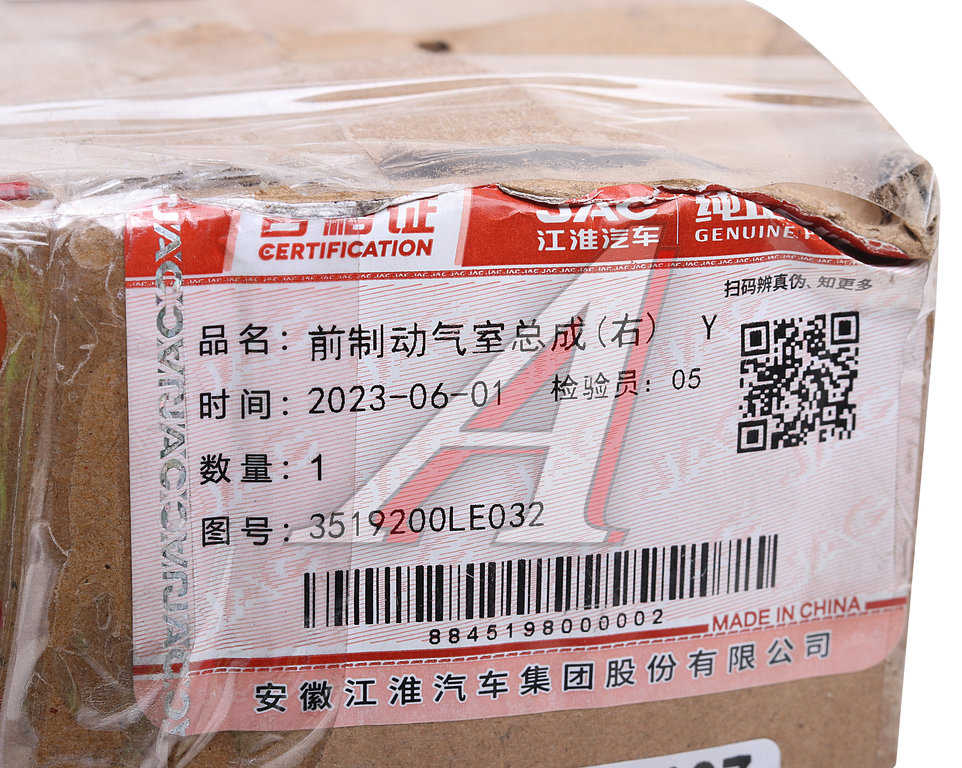 合格证
CERTIFICATION
JAC
江淮汽车
纯正
GENUINE
扫码辨真伪、知更多
品名：前制动气室总成(右) Y
时间：2023-06-01 检验员：05
数量：1
图号：3519200LE032
8845198000002
MADE IN CHINA
安徽江淮汽车集团股份有限公司